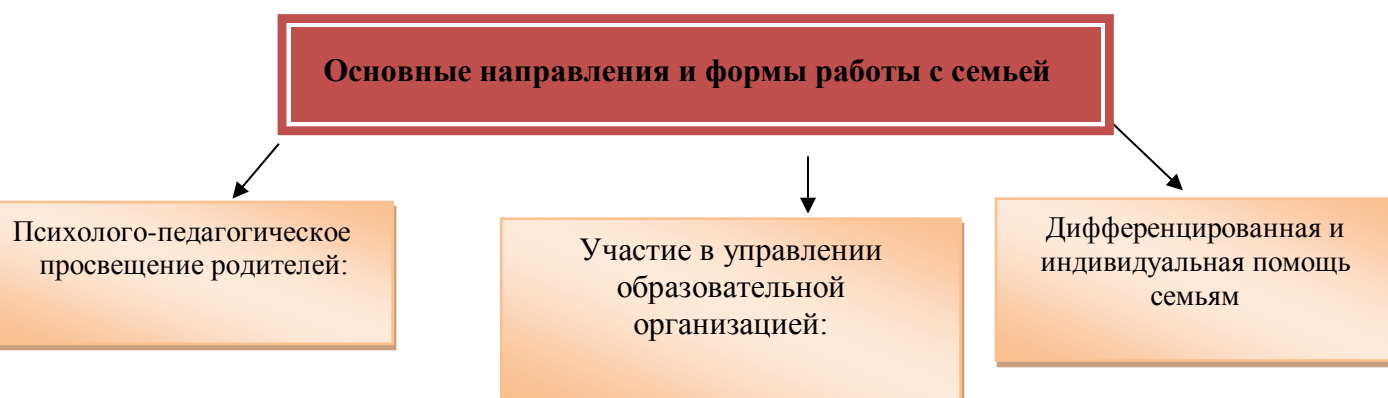 Основные направления и формы работы с семьей
Психолого-педагогическое
просвещение родителей:
Участие в управлении
образовательной
организацией:
Дифференцированная и
индивидуальная помощь
семьям